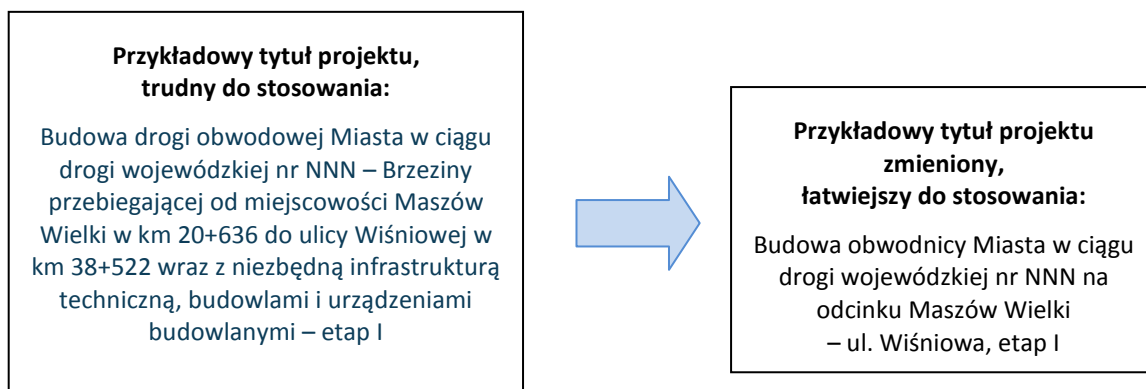 Przykładowy tytuł projektu,
trudny do stosowania:
Budowa drogi obwodowej Miasta w ciągu
drogi wojewódzkiej nr NNN – Brzeziny
przebiegającej od miejscowości Maszów
Wielki w km 20+636 do ulicy Wiśniowej w
km 38+522 wraz z niezbędną infrastrukturą
techniczną, budowlami i urządzeniami
budowlanymi – etap I
Przykładowy tytuł projektu
zmieniony,
łatwiejszy do stosowania:
Budowa obwodnicy Miasta w ciągu
drogi wojewódzkiej nr NNN na
odcinku Maszów Wielki
– ul. Wiśniowa, etap I